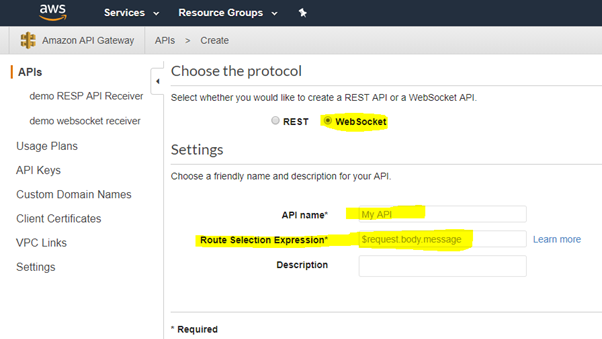 aws
Services
Resource Groups
Amazon API Gateway
APIs > Create
APIs
demo RESP API Receiver
demo websocket receiver
Usage Plans
API Keys
Custom Domain Names
Client Certificates
VPC Links
Settings
Choose the protocol
Select whether you would like to create a REST API or a WebSocket API.
REST WebSocket
Settings
Choose a friendly name and description for your API.
API name* My API
Route Selection Expression* $request.body.message Learn more
Description
* Required